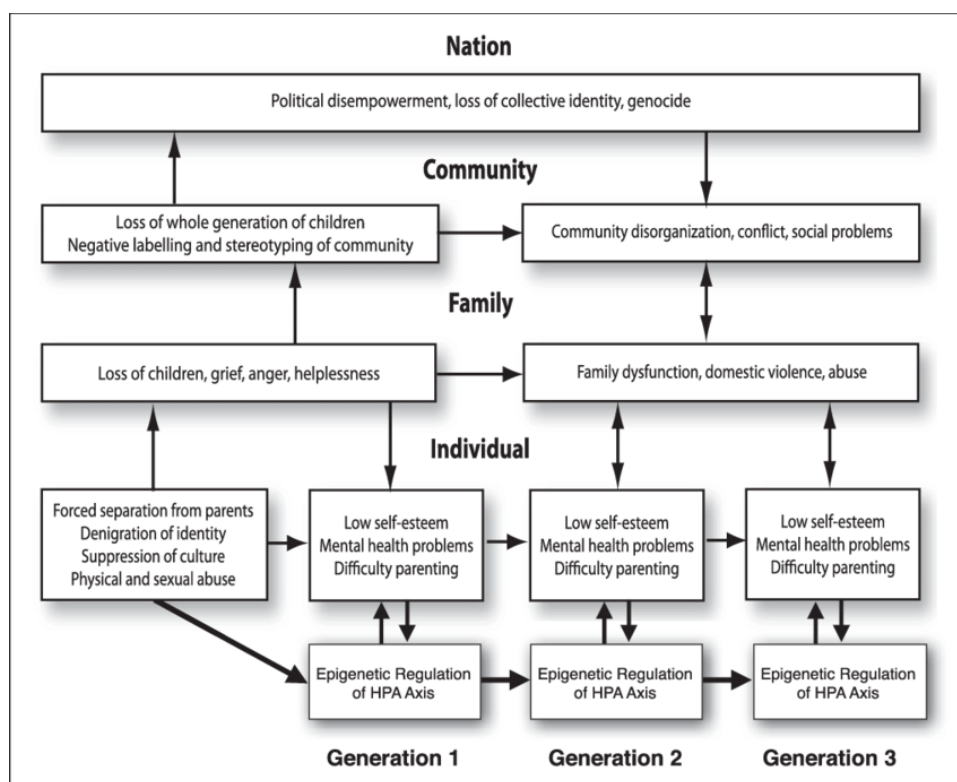 Nation
Political disempowerment, loss of collective identity, genocide
Community
Loss of whole generation of children
Negative labelling and stereotyping of community
Community disorganization, conflict, social problems
Family
Loss of children, grief, anger, helplessness
Family dysfunction, domestic violence, abuse
Individual
Forced separation from parents
Denigration of identity
Suppression of culture
Physical and sexual abuse
Low self-esteem
Mental health problems
Difficulty parenting
Low self-esteem
Mental health problems
Difficulty parenting
Low self-esteem
Mental health problems
Difficulty parenting
Epigenetic Regulation
of HPA Axis
Epigenetic Regulation
of HPA Axis
Epigenetic Regulation
of HPA Axis
Generation 1
Generation 2
Generation 3